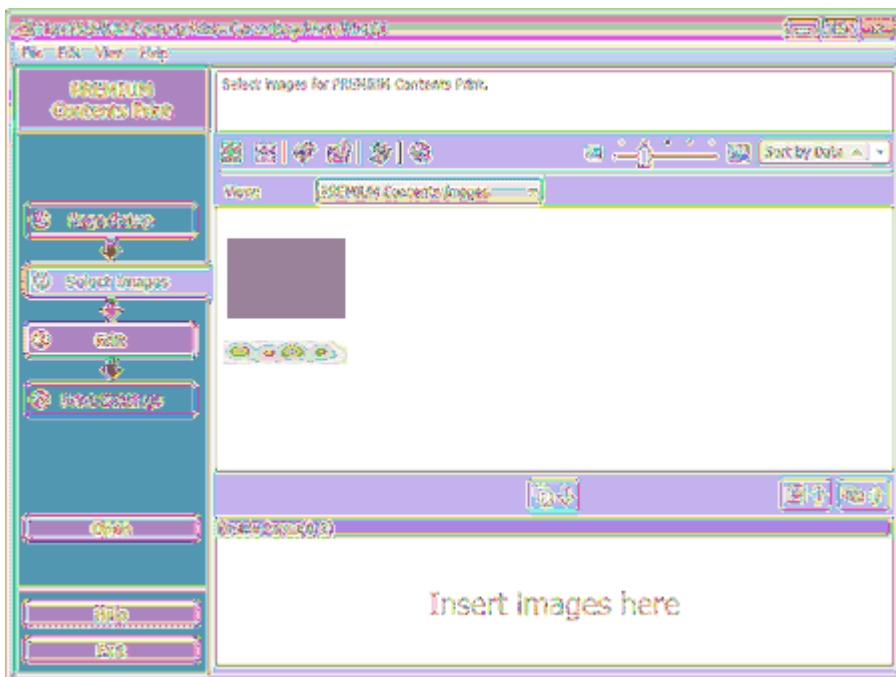 File Edit View Help
PREMIUM
Contents Print
Select images for PREMIUM Contents Print.
Sort by Date
View:
PREMIUM Contents Images
Page Setup
Select Images
Edit
Print Settings
Open
Insert images here
Help
Exit